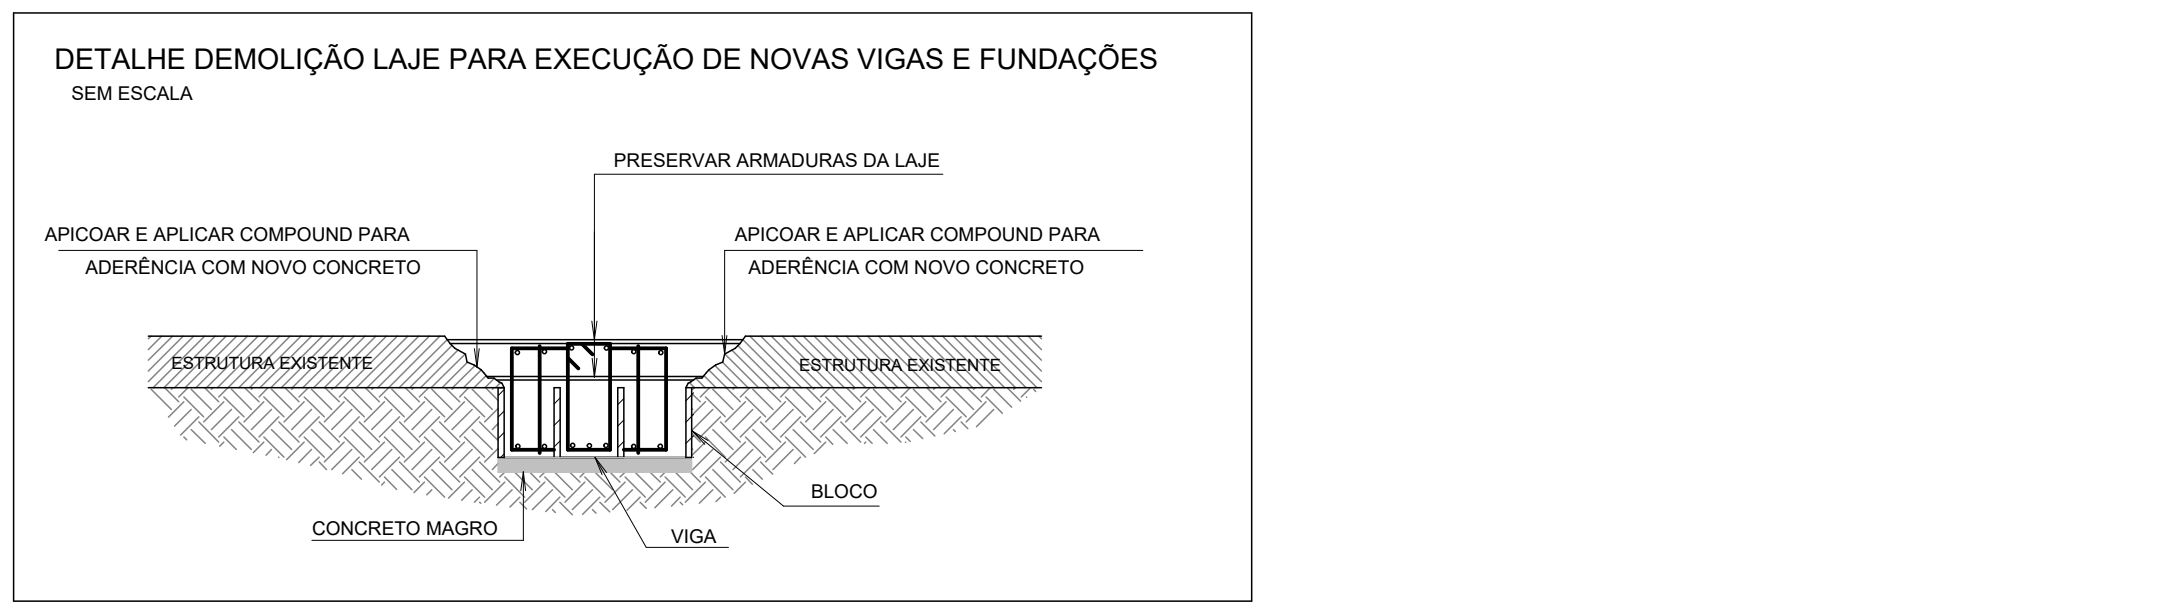 DETALHE DEMOLIÇÃO LAJE PARA EXECUÇÃO DE NOVAS VIGAS E FUNDAÇÕES
SEM ESCALA
PRESERVAR ARMADURAS DA LAJE
APICOAR E APLICAR COMPOUND PARA
ADERÊNCIA COM NOVO CONCRETO
APICOAR E APLICAR COMPOUND PARA
ADERÊNCIA COM NOVO CONCRETO
ESTRUTURA EXISTENTE
ESTRUTURA EXISTENTE
BLOCO
CONCRETO MAGRO
VIGA